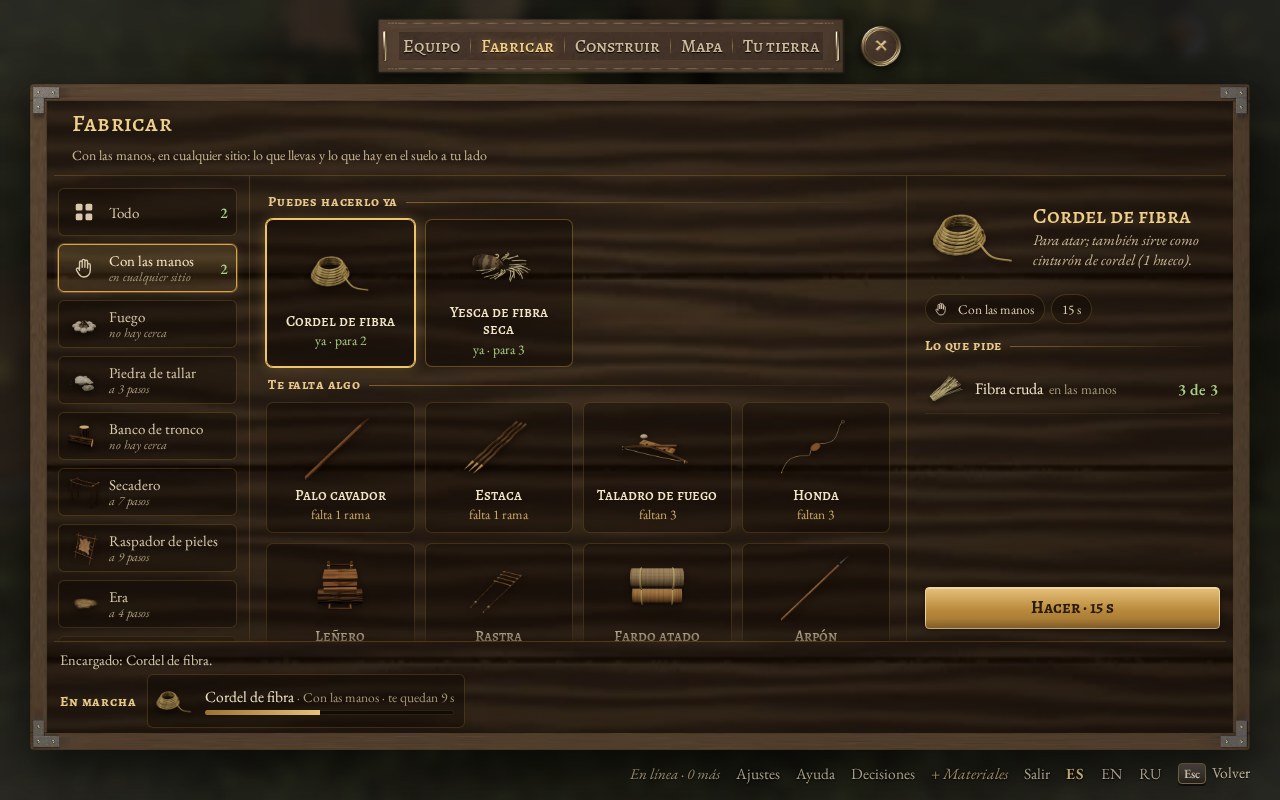 Equipo Fabricar Construir Mapa Tu tierra
Fabricar
Con las manos, en cualquier sitio: lo que llevas y lo que hay en el suelo a tu lado
Todo 2
Con las manos 2
en cualquier sitio
Fuego
no hay cerca
Piedra de tallar
a 3 pasos
Banco de tronco
no hay cerca
Secadero
a 7 pasos
Raspador de pieles
a 9 pasos
Era
a 4 pasos
Puedes hacerlo ya
Cordel de fibra
ya · para 2
Yesca de fibra
seca
ya · para 3
Te falta algo
Palo cavador
falta 1 rama
Estaca
falta 1 rama
Taladro de fuego
faltan 3
Honda
faltan 3
Leñero
Rastra
Fardo atado
Arpón
Cordel de fibra
Para atar; también sirve como
cinturón de cordel (1 hueco).
Con las manos 15 s
Lo que pide
Fibra cruda en las manos 3 de 3
Hacer · 15 s
Encargado: Cordel de fibra.
En marcha
Cordel de fibra · Con las manos · te quedan 9 s
En línea · 0 más Ajustes Ayuda Decisiones + Materiales Salir ES EN RU Esc Volver